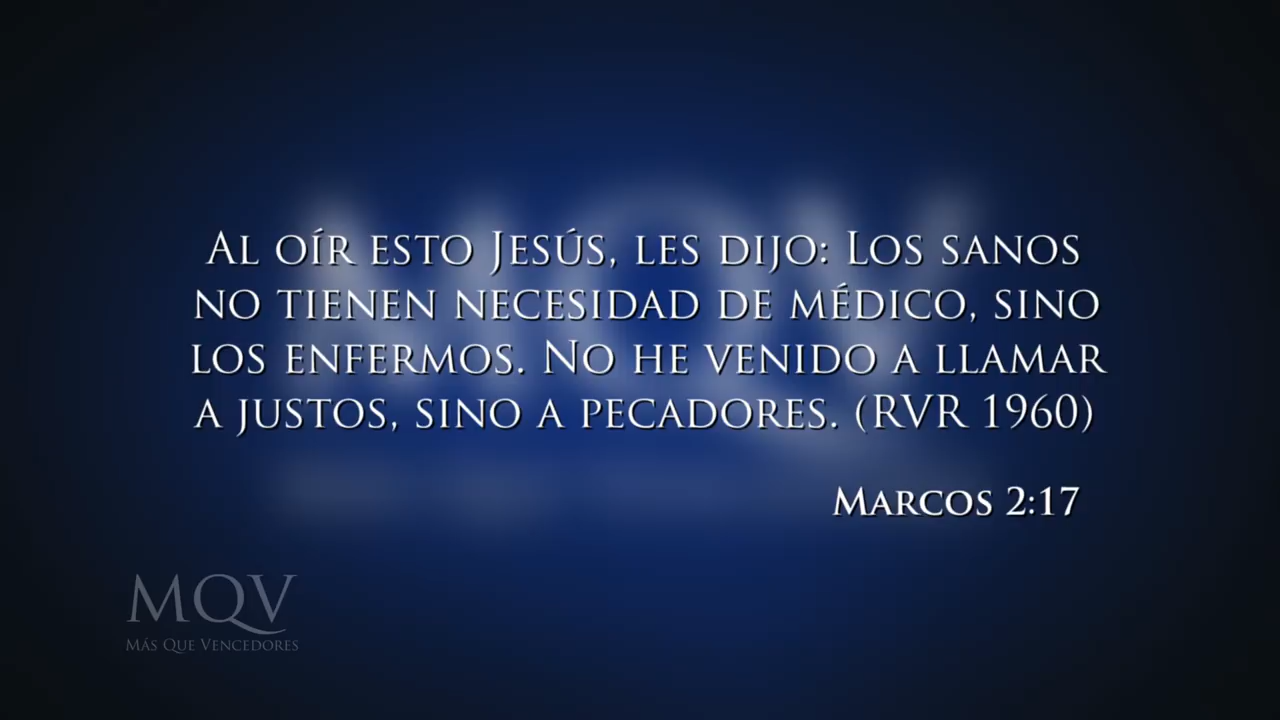 Al oír esto Jesús, les dijo: Los sanos
no tienen necesidad de médico, sino
los enfermos. No he venido a llamar
a justos, sino a pecadores. (RVR 1960)
Marcos 2:17
MQV
Más Que Vencedores